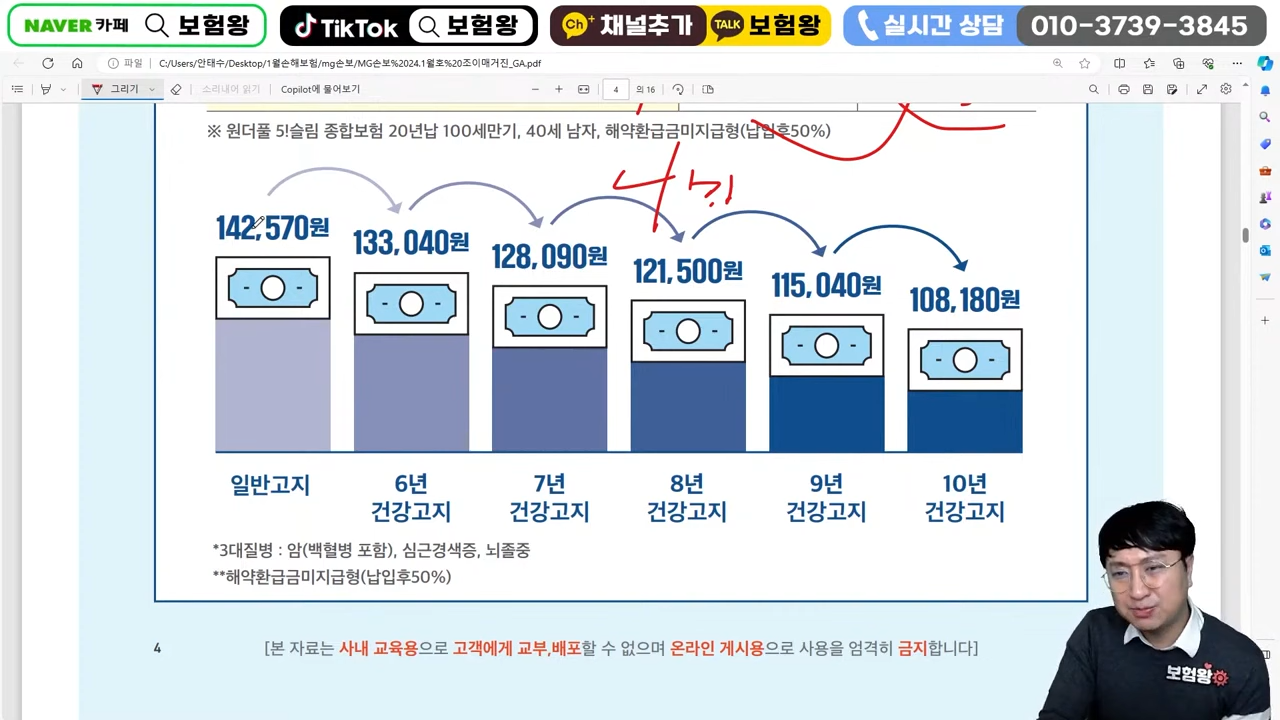 NAVER 카페 보험왕
TikTok 보험왕
Ch+ 채널추가 TALK 보험왕
실시간 상담 010-3739-3845
파일 C:/Users/안태수/Desktop/1월손해보험/mg손보/MG손보%2024.1월호%20조이매거진_GA.pdf
그리기 소리내어 읽기 Copilot에 물어보기 4 의 16
※ 원더풀 5!슬림 종합보험 20년납 100세만기, 40세 남자, 해약환급금미지급형(납입후50%)
142,570원
133,040원
128,090원
121,500원
115,040원
108,180원
일반고지
6년
건강고지
7년
건강고지
8년
건강고지
9년
건강고지
10년
건강고지
*3대질병 : 암(백혈병 포함), 심근경색증, 뇌졸중
**해약환급금미지급형(납입후50%)
4
[본 자료는 사내 교육용으로 고객에게 교부,배포할 수 없으며 온라인 게시용으로 사용을 엄격히 금지합니다]
보험왕